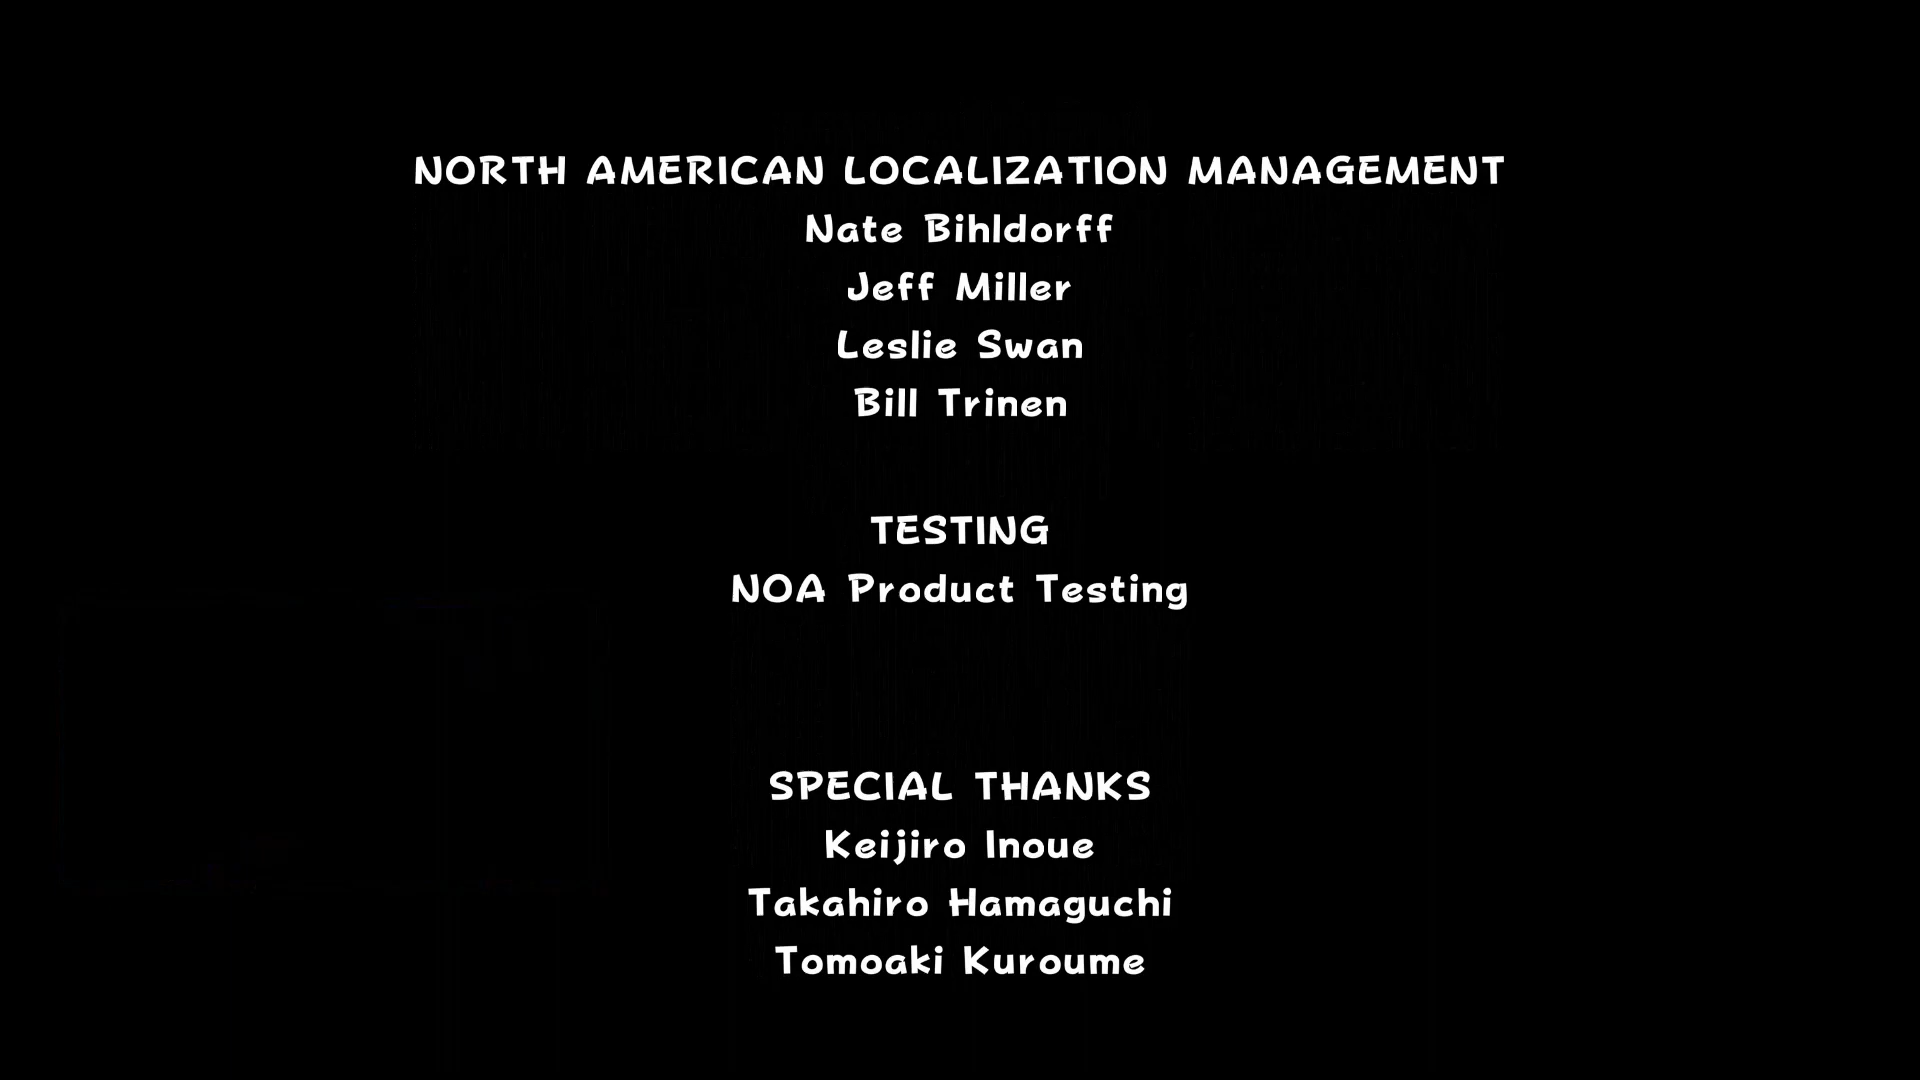 NORTH AMERICAN LOCALIZATION MANAGEMENT
Nate Bihldorff
Jeff Miller
Leslie Swan
Bill Trinen
TESTING
NOA Product Testing
SPECIAL THANKS
Keijiro Inoue
Takahiro Hamaguchi
Tomoaki Kuroume